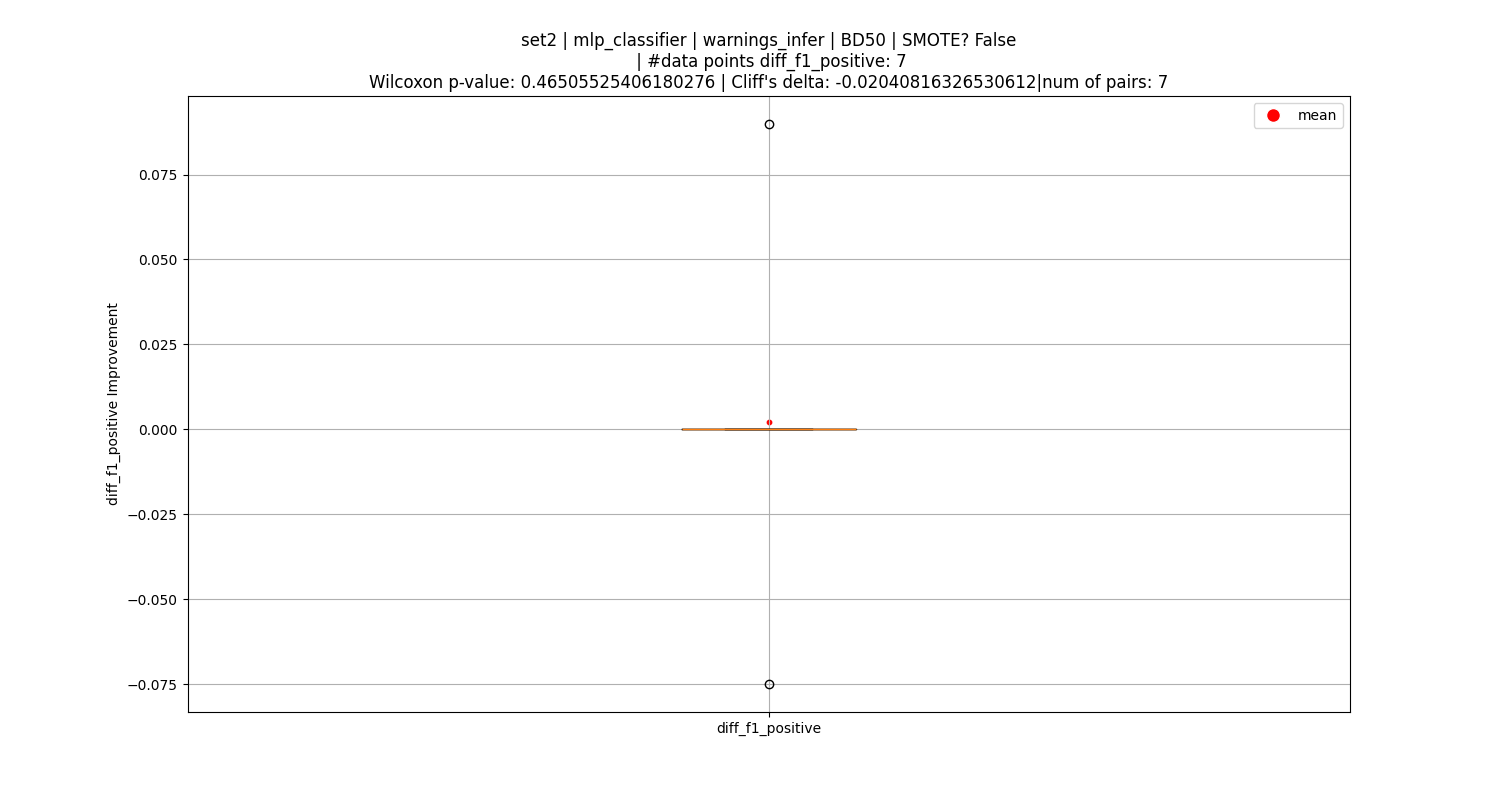 set2 | mlp_classifier | warnings_infer | BD50 | SMOTE? False
| #data points diff_f1_positive: 7
Wilcoxon p-value: 0.46505525406180276 | Cliff's delta: -0.02040816326530612|num of pairs: 7
mean
0.075
0.050
0.025
0.000
−0.025
−0.050
−0.075
diff_f1_positive Improvement
diff_f1_positive